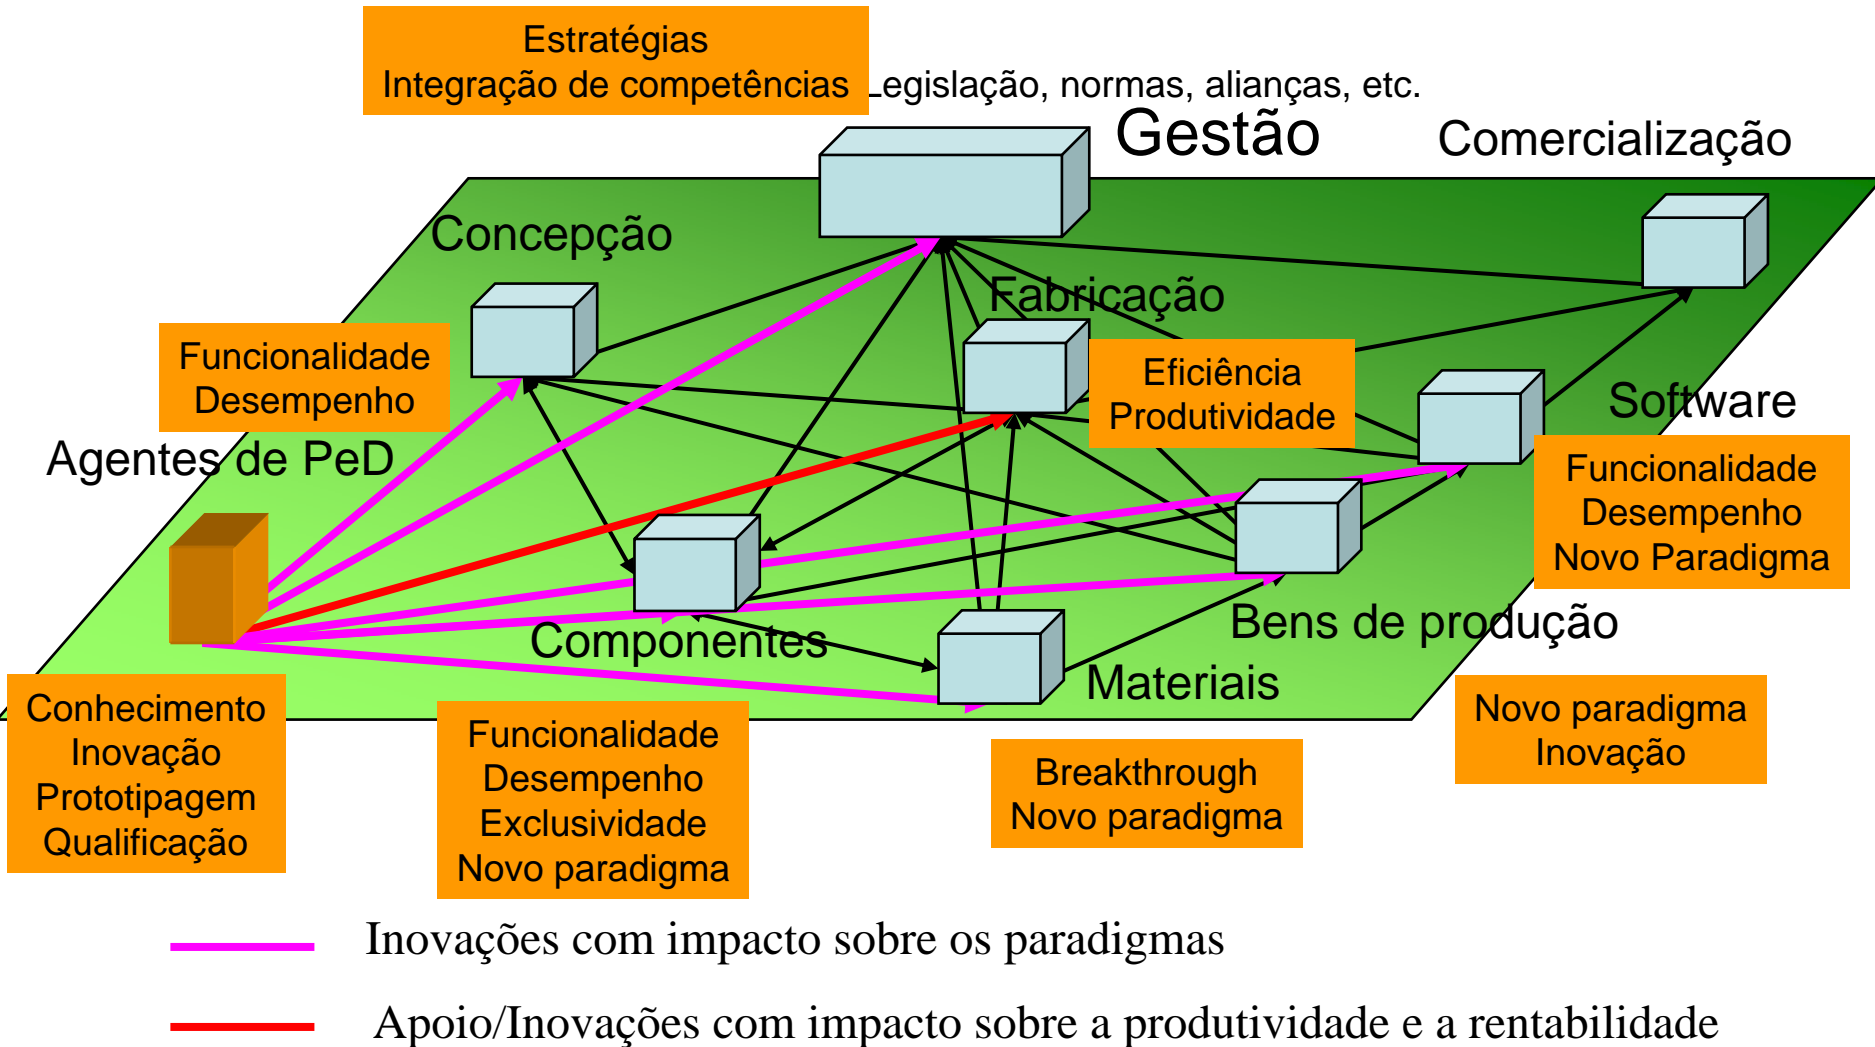 Estratégias
Integração de competências
Legislação, normas, alianças, etc.
Gestão
Comercialização
Concepção
Fabricação
Funcionalidade
Desempenho
Eficiência
Produtividade
Software
Agentes de PeD
Funcionalidade
Desempenho
Novo Paradigma
Componentes
Bens de produção
Materiais
Conhecimento
Inovação
Prototipagem
Qualificação
Funcionalidade
Desempenho
Exclusividade
Novo paradigma
Breakthrough
Novo paradigma
Novo paradigma
Inovação
Inovações com impacto sobre os paradigmas
Apoio/Inovações com impacto sobre a produtividade e a rentabilidade